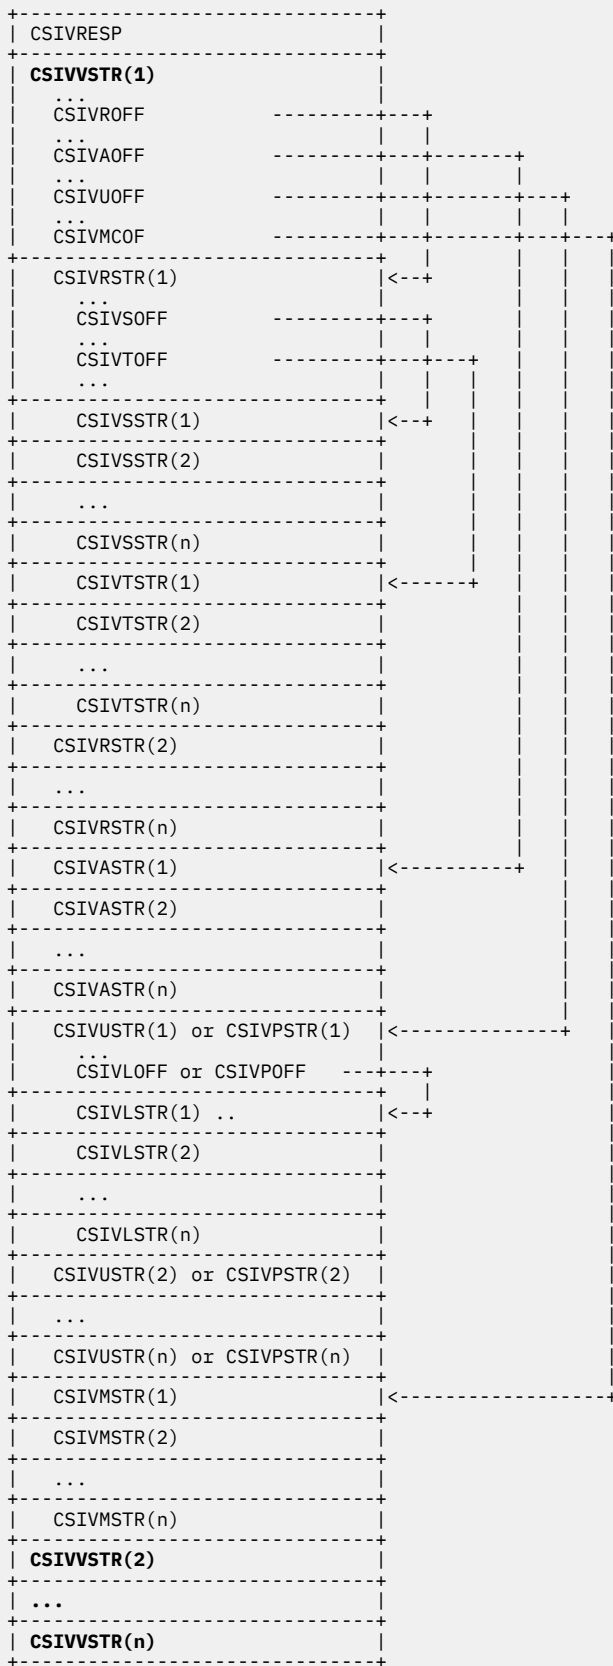 CSIVRESP
CSIVVSTR(1)
...
CSIVROFF
...
CSIVAOFF
...
CSIVUOFF
...
CSIVMCOF
CSIVRSTR(1)
...
CSIVSOFF
...
CSIVTOFF
...
CSIVSSTR(1)
CSIVSSTR(2)
...
CSIVSSTR(n)
CSIVTSTR(1)
CSIVTSTR(2)
...
CSIVTSTR(n)
CSIVRSTR(2)
...
CSIVRSTR(n)
CSIVASTR(1)
CSIVASTR(2)
...
CSIVASTR(n)
CSIVUSTR(1) or CSIVPSTR(1)
...
CSIVLOFF or CSIVPOFF
CSIVLSTR(1) ..
CSIVLSTR(2)
...
CSIVLSTR(n)
CSIVUSTR(2) or CSIVPSTR(2)
...
CSIVUSTR(n) or CSIVPSTR(n)
CSIVMSTR(1)
CSIVMSTR(2)
...
CSIVMSTR(n)
CSIVVSTR(2)
...
CSIVVSTR(n)